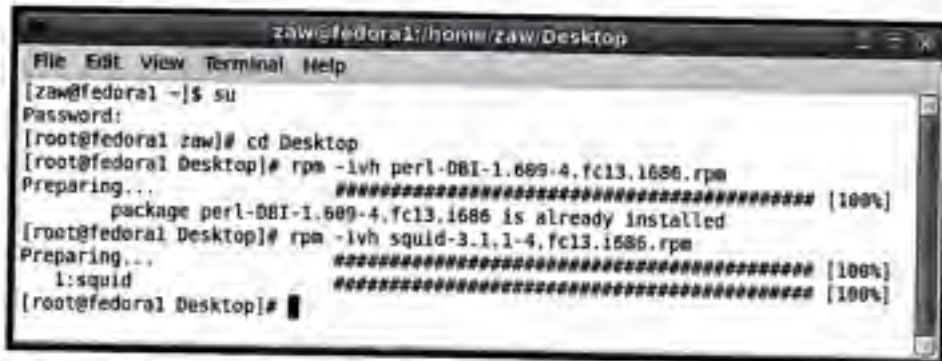 zaw@fedora1:/home/zaw/Desktop
File Edit View Terminal Help
[zaw@fedora1 ~]$ su
Password:
[root@fedora1 zaw]# cd Desktop
[root@fedora1 Desktop]# rpm -ivh perl-DBI-1.609-4.fc13.i686.rpm
Preparing... ########################################### [100%]
package perl-DBI-1.609-4.fc13.i686 is already installed
[root@fedora1 Desktop]# rpm -ivh squid-3.1.1-4.fc13.i686.rpm
Preparing... ########################################### [100%]
1:squid ########################################### [100%]
[root@fedora1 Desktop]#